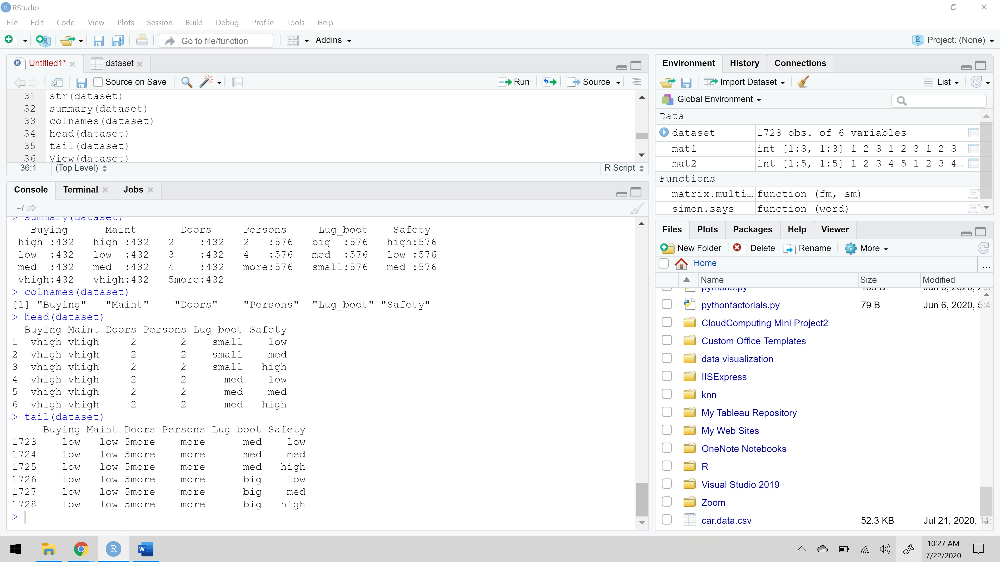 RStudio
File Edit Code View Plots Session Build Debug Profile Tools Help
Go to file/function Addins Project: (None)
Untitled1* dataset
Source on Save Run Source
31 str(dataset)
32 summary(dataset)
33 colnames(dataset)
34 head(dataset)
35 tail(dataset)
36 View(dataset)
36:1 (Top Level) R Script
Console Terminal Jobs
~/
> summary(dataset)
Buying Maint Doors Persons Lug_boot Safety
high :432 high :432 2 :432 2 :576 big :576 high:576
low :432 low :432 3 :432 4 :576 med :576 low :576
med :432 med :432 4 :432 more:576 small:576 med :576
vhigh:432 vhigh:432 5more:432
> colnames(dataset)
[1] "Buying" "Maint" "Doors" "Persons" "Lug_boot" "Safety"
> head(dataset)
Buying Maint Doors Persons Lug_boot Safety
1 vhigh vhigh 2 2 small low
2 vhigh vhigh 2 2 small med
3 vhigh vhigh 2 2 small high
4 vhigh vhigh 2 2 med low
5 vhigh vhigh 2 2 med med
6 vhigh vhigh 2 2 med high
> tail(dataset)
Buying Maint Doors Persons Lug_boot Safety
1723 low low 5more more med low
1724 low low 5more more med med
1725 low low 5more more med high
1726 low low 5more more big low
1727 low low 5more more big med
1728 low low 5more more big high
>
Environment History Connections
Import Dataset List
Global Environment
Data
dataset 1728 obs. of 6 variables
mat1 int [1:3, 1:3] 1 2 3 1 2 3 1 2 3
mat2 int [1:5, 1:5] 1 2 3 4 5 1 2 3 4…
Functions
matrix.multi… function (fm, sm)
simon.says function (word)
Files Plots Packages Help Viewer
New Folder Delete Rename More
Home ...
Name Size Modified
pythonfactorials.py 79 B Jun 6, 2020, 5:4
CloudComputing Mini Project2
Custom Office Templates
data visualization
IISExpress
knn
My Tableau Repository
My Web Sites
OneNote Notebooks
R
Visual Studio 2019
Zoom
car.data.csv 52.3 KB Jul 21, 2020, 11:
10:27 AM
7/22/2020